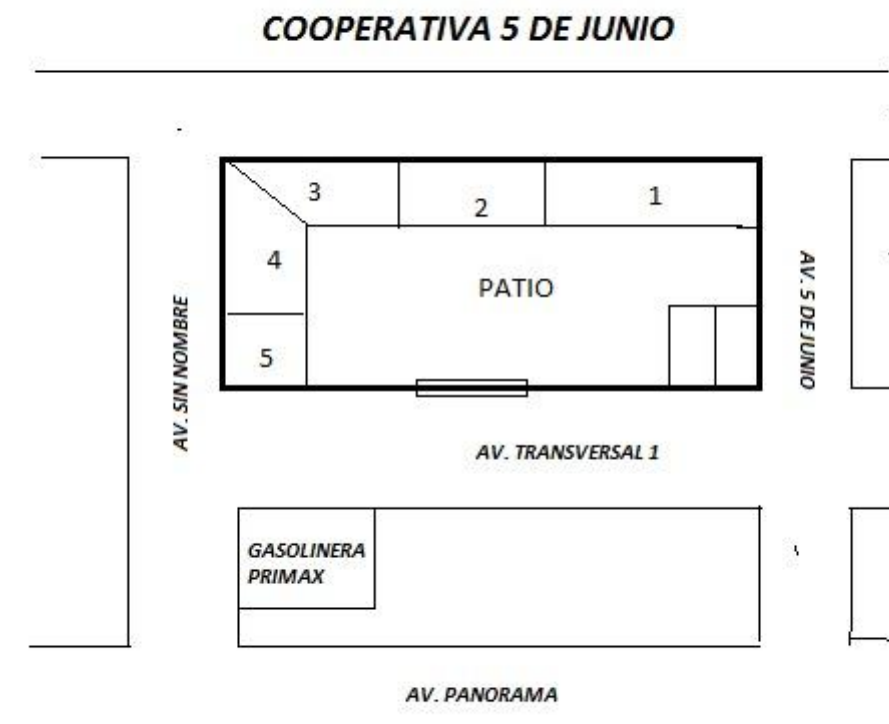 COOPERATIVA 5 DE JUNIO
3
2
1
4
PATIO
5
AV. SIN NOMBRE
AV. 5 DE JUNIO
AV. TRANSVERSAL 1
GASOLINERA
PRIMAX
AV. PANORAMA